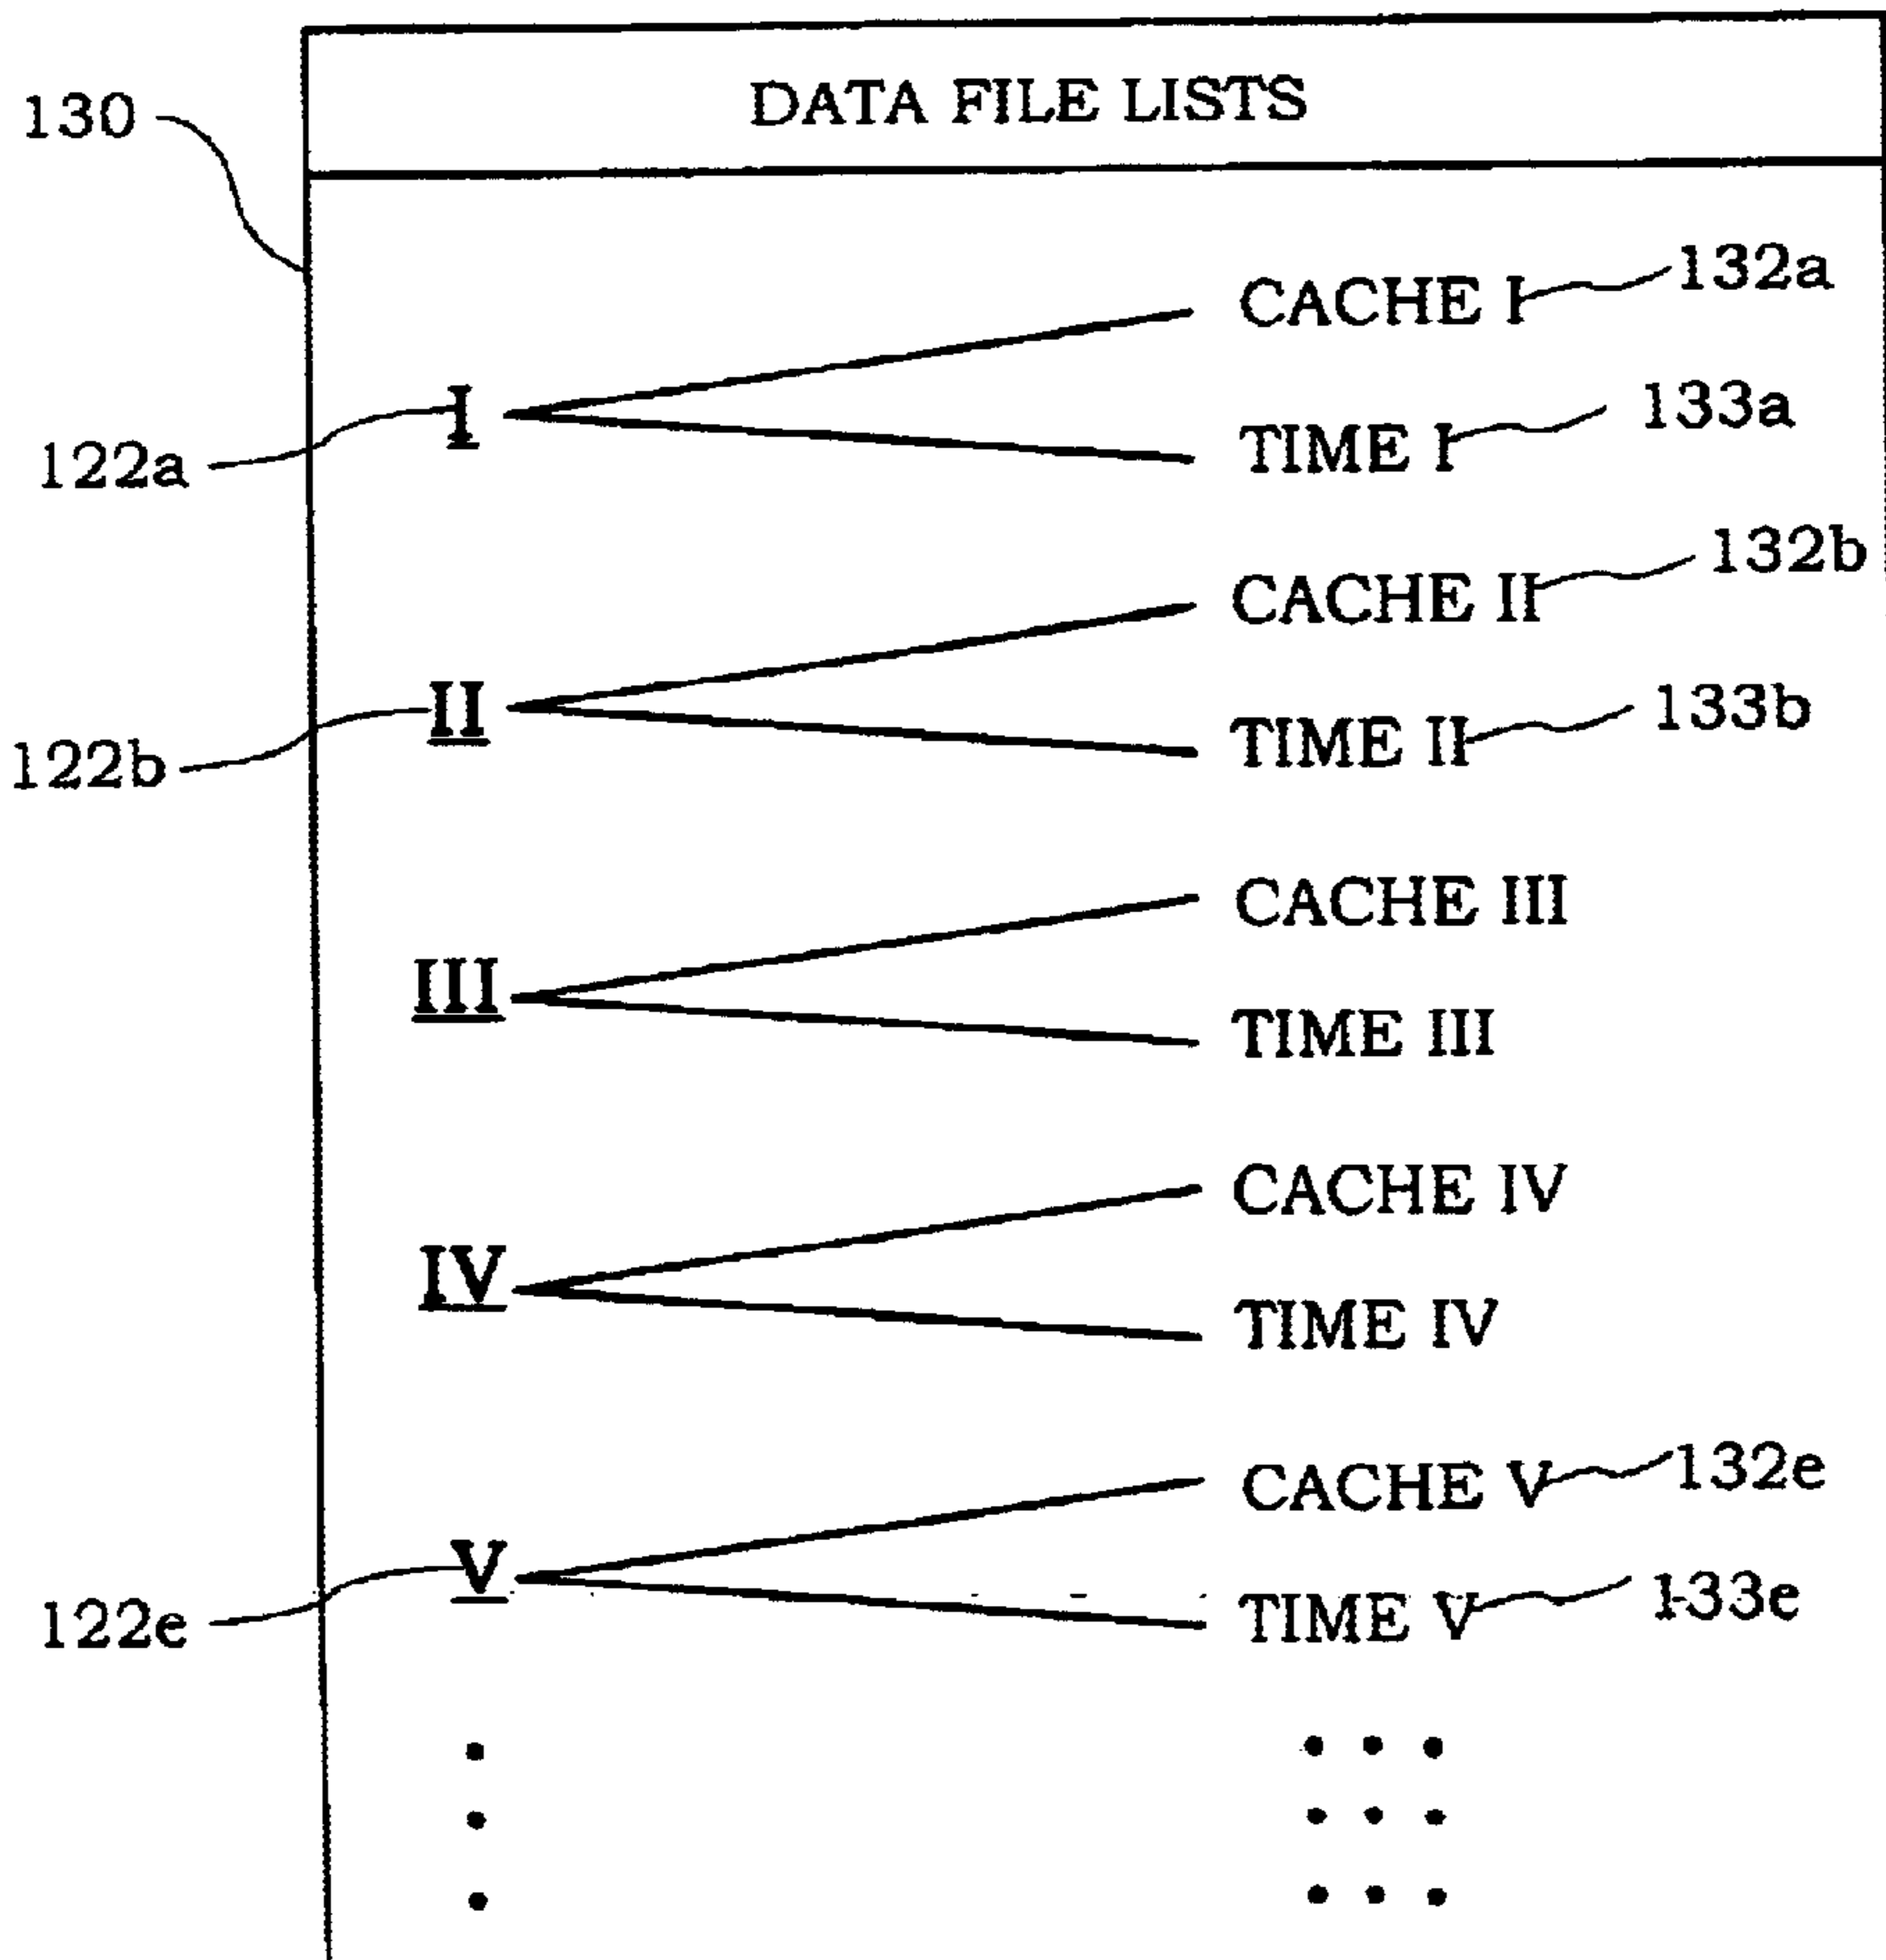 DATA FILE LISTS
130
CACHE I 132a
I
TIME I 133a
122a
CACHE II 132b
II
TIME II 133b
122b
CACHE III
III
TIME III
CACHE IV
IV
TIME IV
CACHE V 132e
V
TIME V 133e
122e